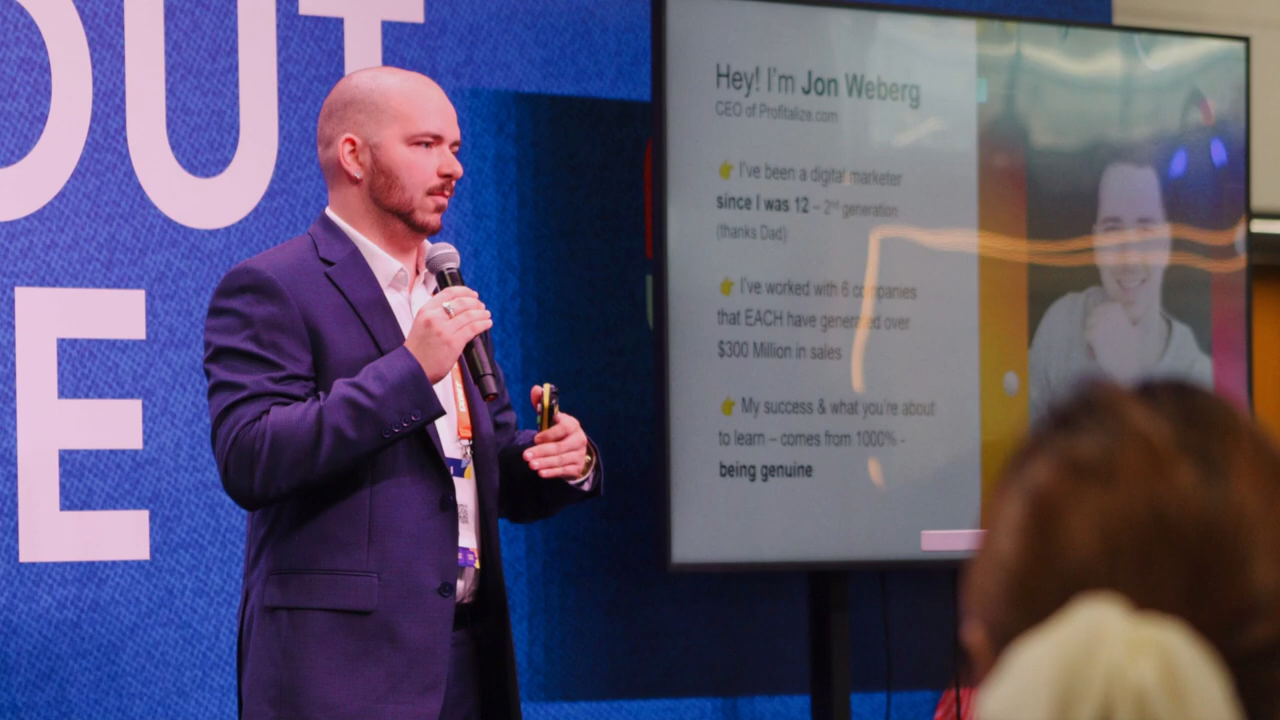 OUT
E
Hey! I'm Jon Weberg
CEO of Profitalize.com
👉 I've been a digital marketer
since I was 12 – 2nd generation
(thanks Dad)
👉 I've worked with 6 companies
that EACH have generated over
$300 Million in sales
👉 My success & what you're about
to learn – comes from 1000% -
being genuine